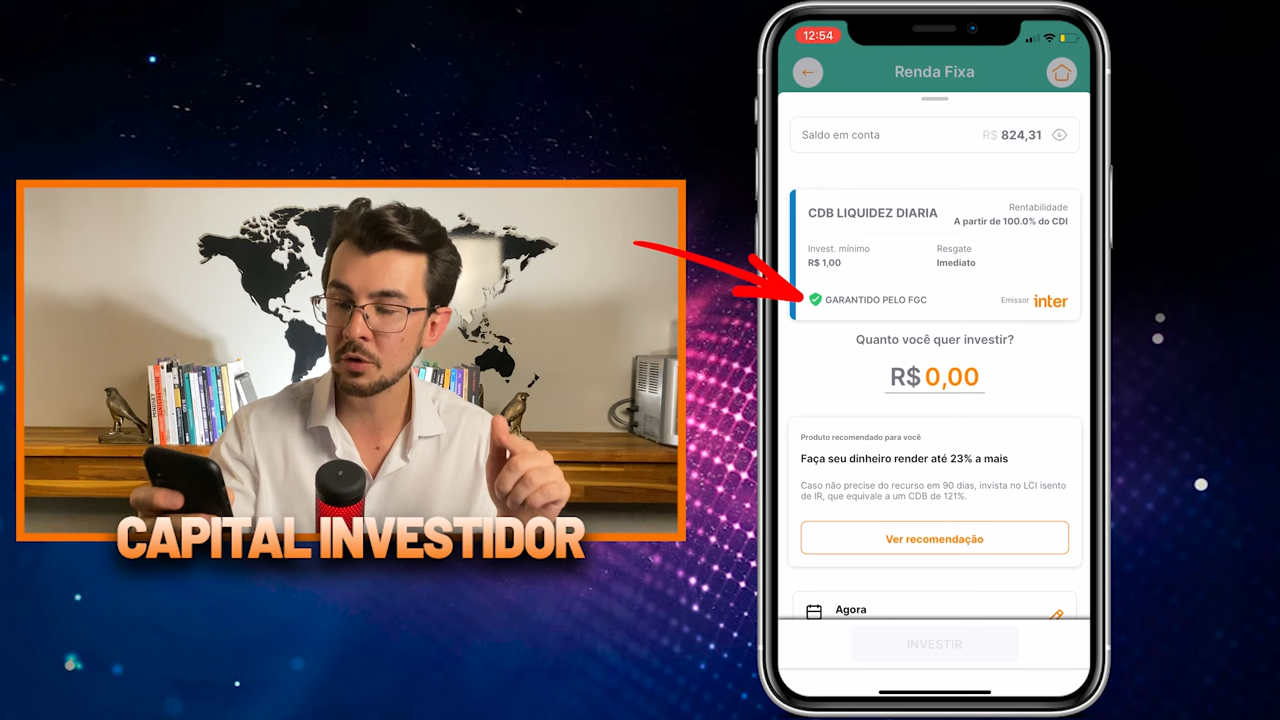 CAPITAL INVESTIDOR
12:54
Renda Fixa
Saldo em conta R$ 824,31
CDB LIQUIDEZ DIARIA
Rentabilidade
A partir de 100.0% do CDI
Invest. mínimo
R$ 1,00
Resgate
Imediato
GARANTIDO PELO FGC
Emissor inter
Quanto você quer investir?
R$ 0,00
Produto recomendado para você
Faça seu dinheiro render até 23% a mais
Caso não precise do recurso em 90 dias, invista no LCI isento
de IR, que equivale a um CDB de 121%.
Ver recomendação
Agora
INVESTIR